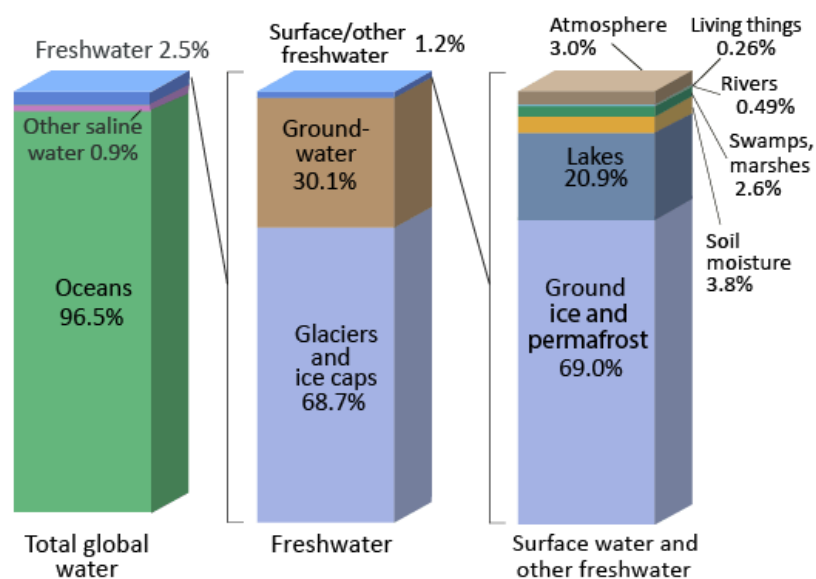 Freshwater 2.5%
Other saline
water 0.9%
Oceans
96.5%
Total global
water
Surface/other
freshwater 1.2%
Ground-
water
30.1%
Glaciers
and
ice caps
68.7%
Freshwater
Atmosphere
3.0%
Living things
0.26%
Rivers
0.49%
Swamps,
marshes
2.6%
Soil
moisture
3.8%
Lakes
20.9%
Ground
ice and
permafrost
69.0%
Surface water and
other freshwater